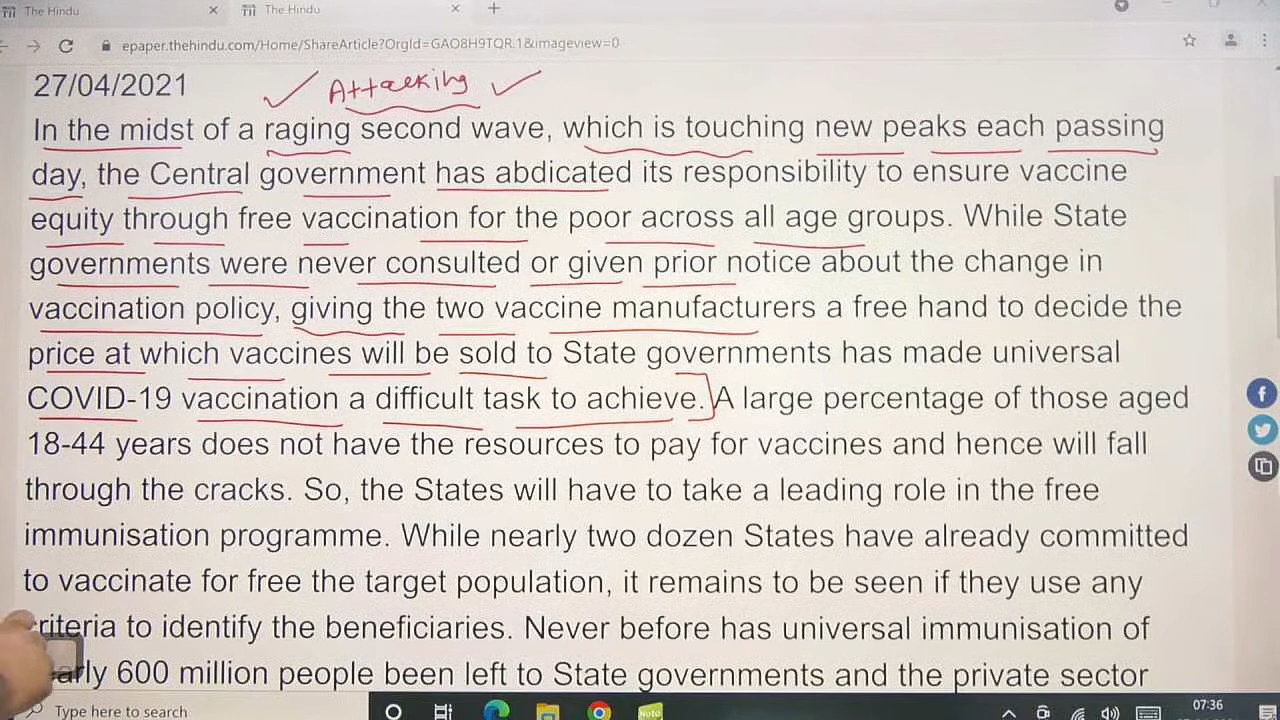 The Hindu
The Hindu
epaper.thehindu.com/Home/ShareArticle?OrgId=GAO8H9TQR.1&imageview=0
27/04/2021
Attacking
In the midst of a raging second wave, which is touching new peaks each passing
day, the Central government has abdicated its responsibility to ensure vaccine
equity through free vaccination for the poor across all age groups. While State
governments were never consulted or given prior notice about the change in
vaccination policy, giving the two vaccine manufacturers a free hand to decide the
price at which vaccines will be sold to State governments has made universal
COVID-19 vaccination a difficult task to achieve. A large percentage of those aged
18-44 years does not have the resources to pay for vaccines and hence will fall
through the cracks. So, the States will have to take a leading role in the free
immunisation programme. While nearly two dozen States have already committed
to vaccinate for free the target population, it remains to be seen if they use any
criteria to identify the beneficiaries. Never before has universal immunisation of
600 million people been left to State governments and the private sector
Type here to search
07:36